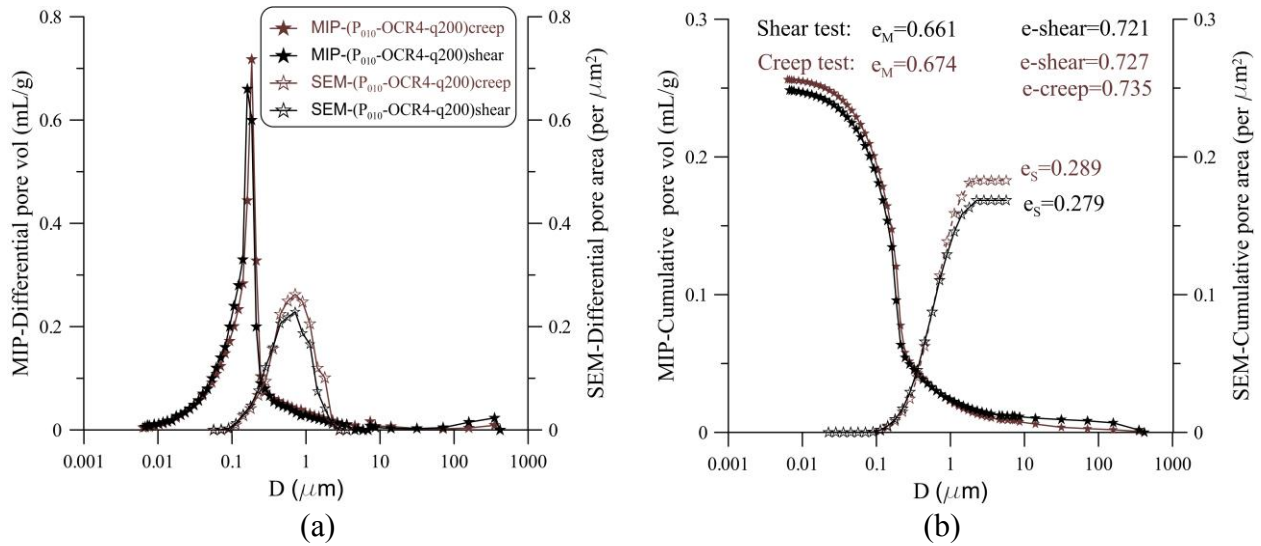 MIP-(P010-OCR4-q200)creep
MIP-(P010-OCR4-q200)shear
SEM-(P010-OCR4-q200)creep
SEM-(P010-OCR4-q200)shear
MIP-Differential pore vol (mL/g)
0.8
0.6
0.4
0.2
0
SEM-Differential pore area (per μm²)
0.8
0.6
0.4
0.2
0
0.001 0.01 0.1 1 10 100 1000
D (μm)
(a)
Shear test: eM=0.661 e-shear=0.721
Creep test: eM=0.674 e-shear=0.727
e-creep=0.735
eS=0.289
eS=0.279
MIP-Cumulative pore vol (mL/g)
0.3
0.2
0.1
0
SEM-Cumulative pore area (per μm²)
0.3
0.2
0.1
0
0.001 0.01 0.1 1 10 100 1000
D (μm)
(b)